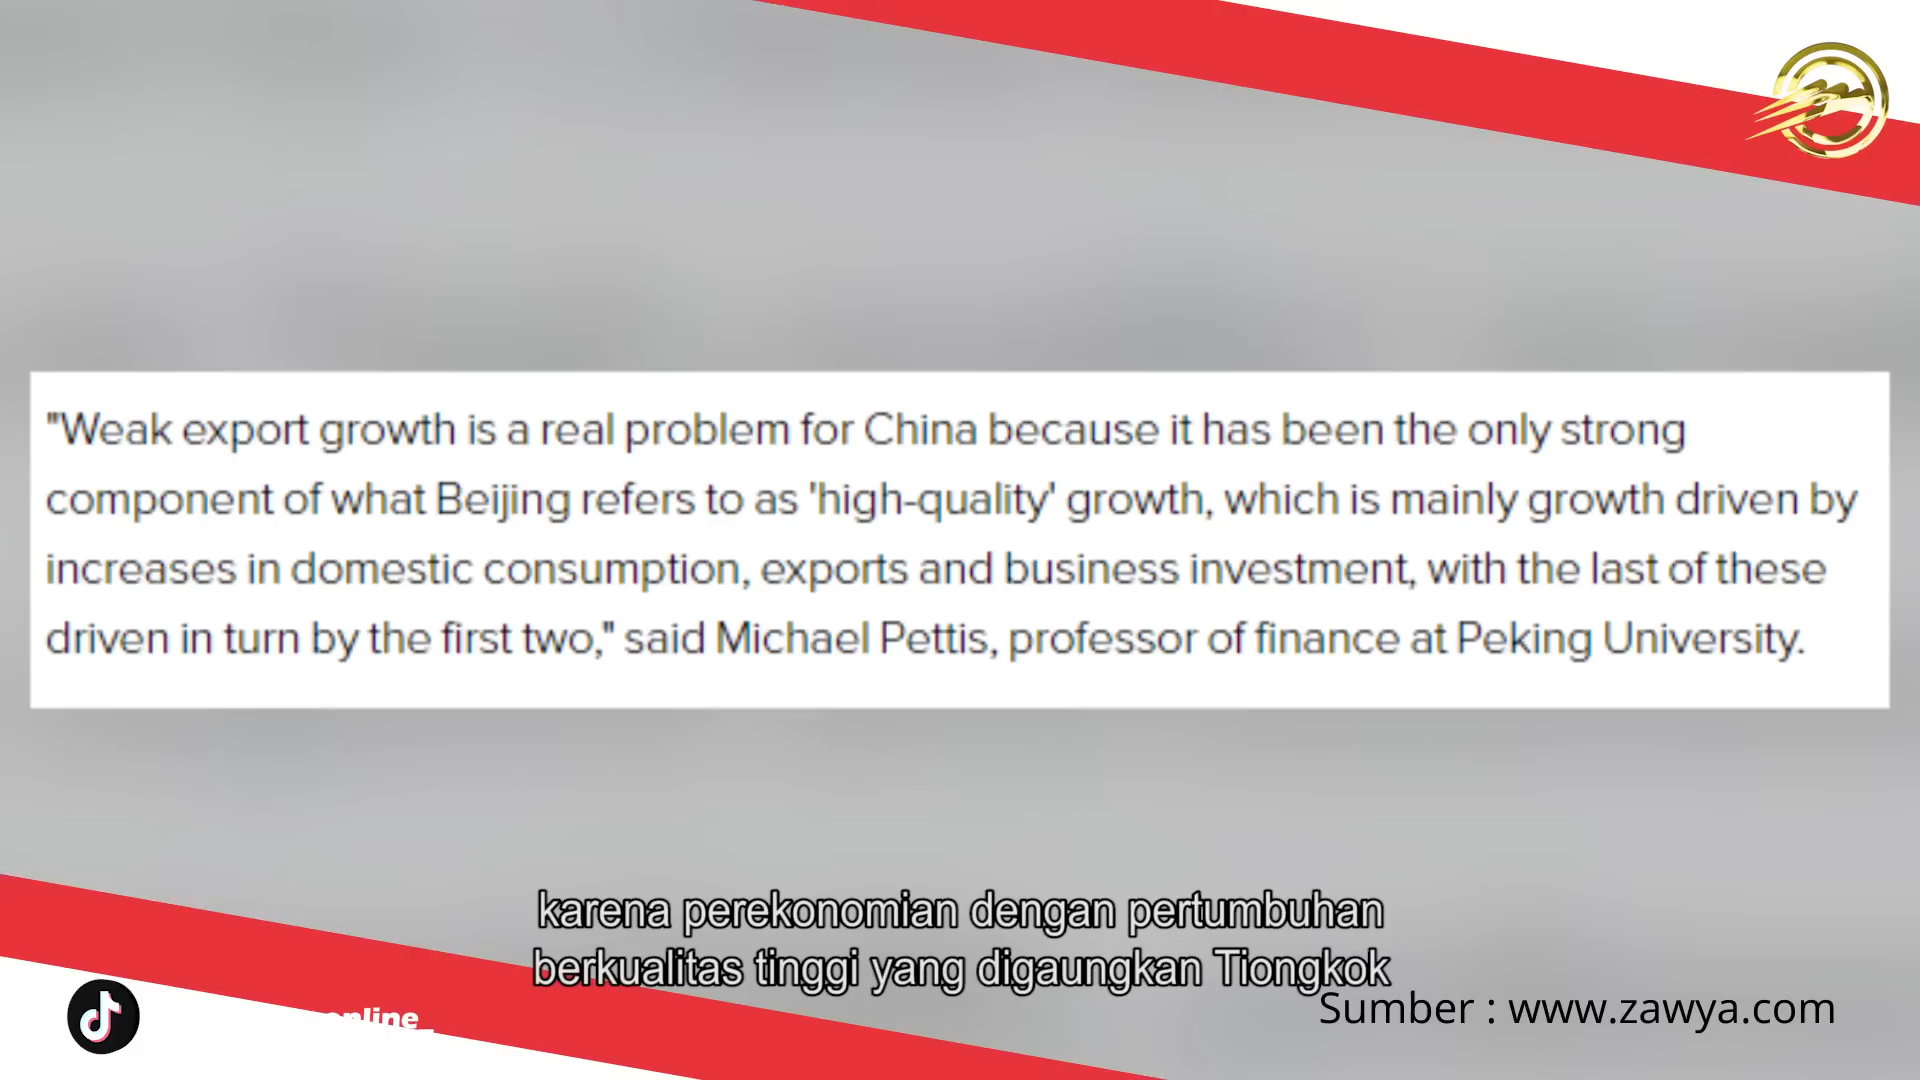 "Weak export growth is a real problem for China because it has been the only strong
component of what Beijing refers to as 'high-quality' growth, which is mainly growth driven by
increases in domestic consumption, exports and business investment, with the last of these
driven in turn by the first two," said Michael Pettis, professor of finance at Peking University.
karena perekonomian dengan pertumbuhan
berkualitas tinggi yang digaungkan Tiongkok
Sumber : www.zawya.com
online_